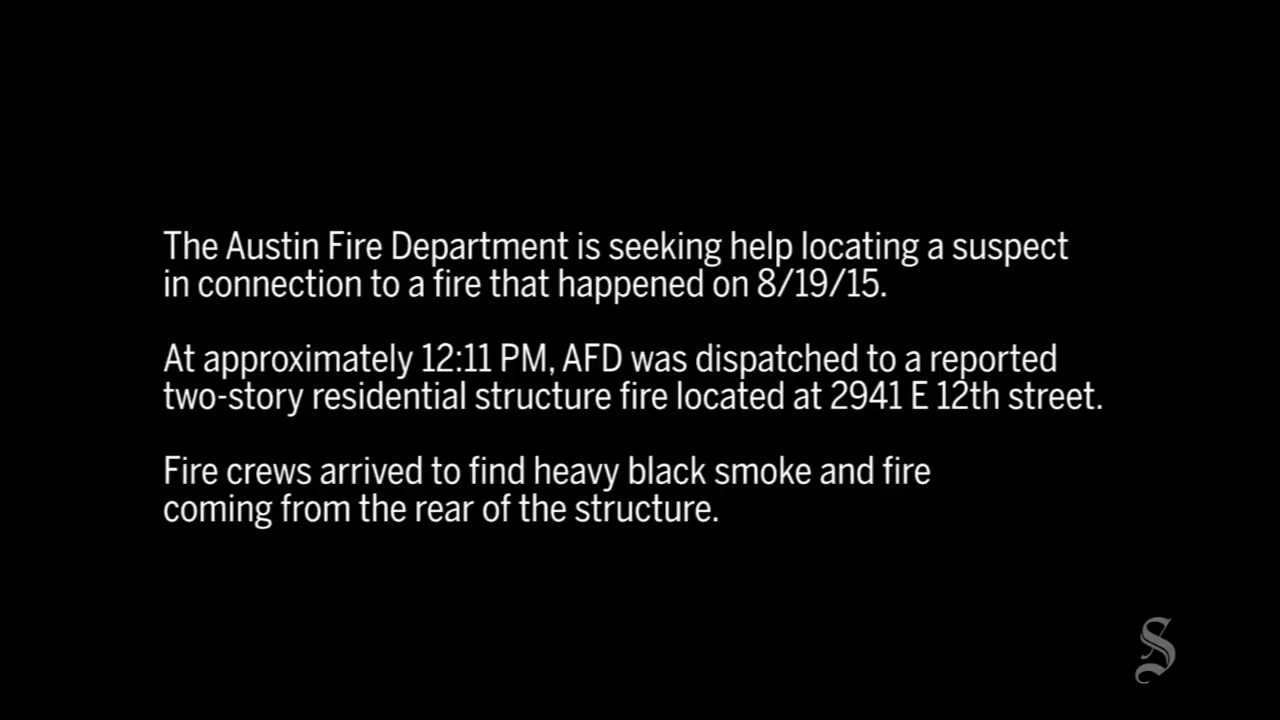 The Austin Fire Department is seeking help locating a suspect
in connection to a fire that happened on 8/19/15.
At approximately 12:11 PM, AFD was dispatched to a reported
two-story residential structure fire located at 2941 E 12th street.
Fire crews arrived to find heavy black smoke and fire
coming from the rear of the structure.
S